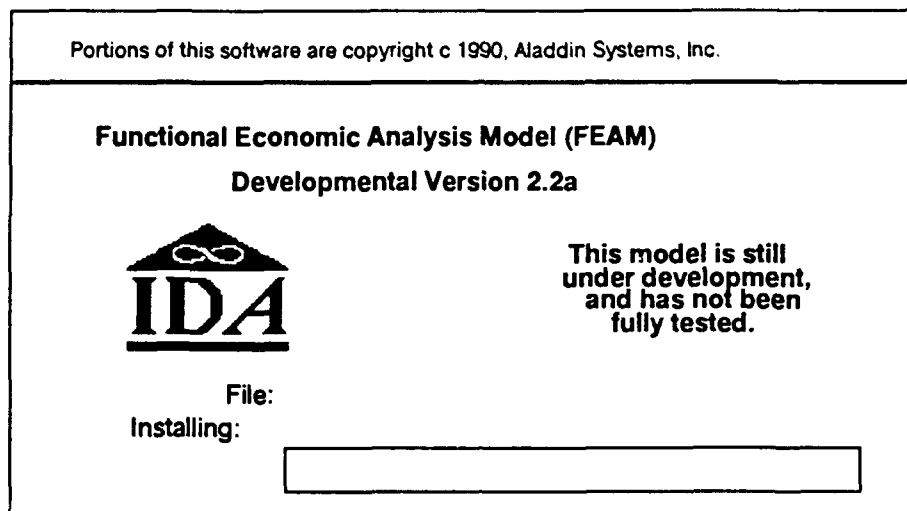 Portions of this software are copyright c 1990, Aladdin Systems, Inc.
Functional Economic Analysis Model (FEAM)
Developmental Version 2.2a
IDA
This model is still
under development,
and has not been
fully tested.
File:
Installing: